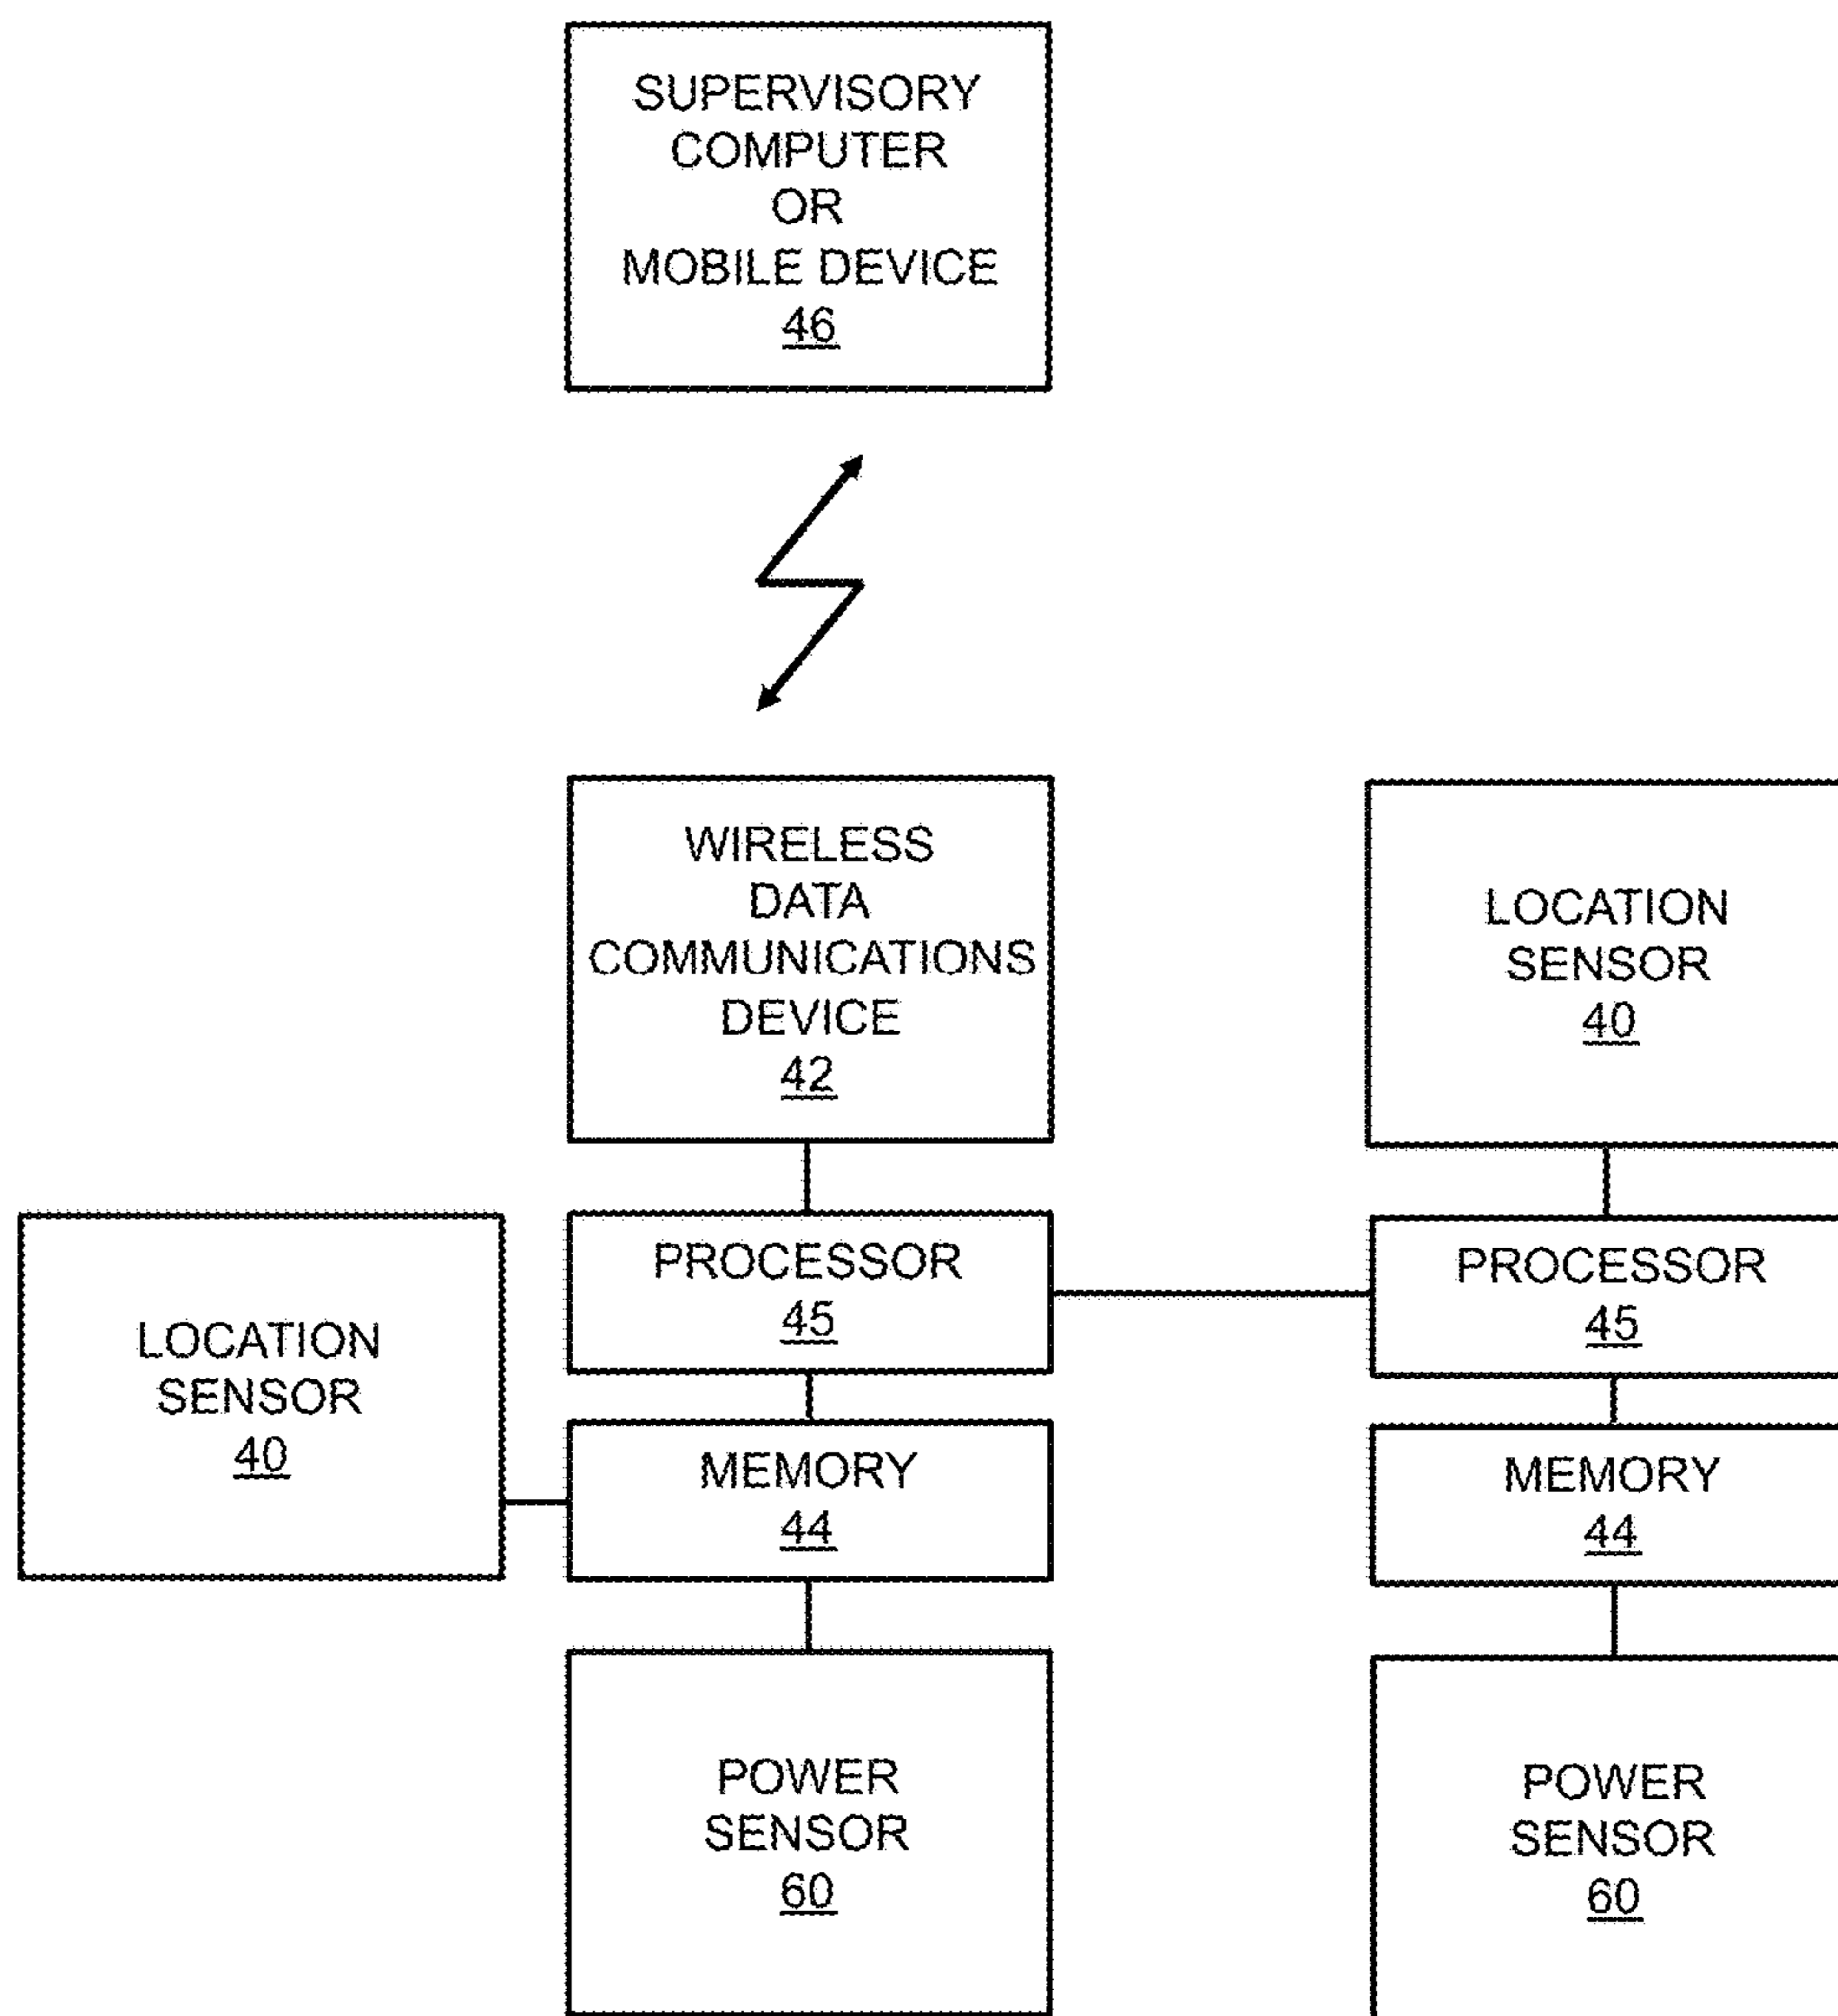 SUPERVISORY
COMPUTER
OR
MOBILE DEVICE
46
WIRELESS
DATA
COMMUNICATIONS
DEVICE
42
LOCATION
SENSOR
40
LOCATION
SENSOR
40
PROCESSOR
45
PROCESSOR
45
MEMORY
44
MEMORY
44
POWER
SENSOR
60
POWER
SENSOR
60